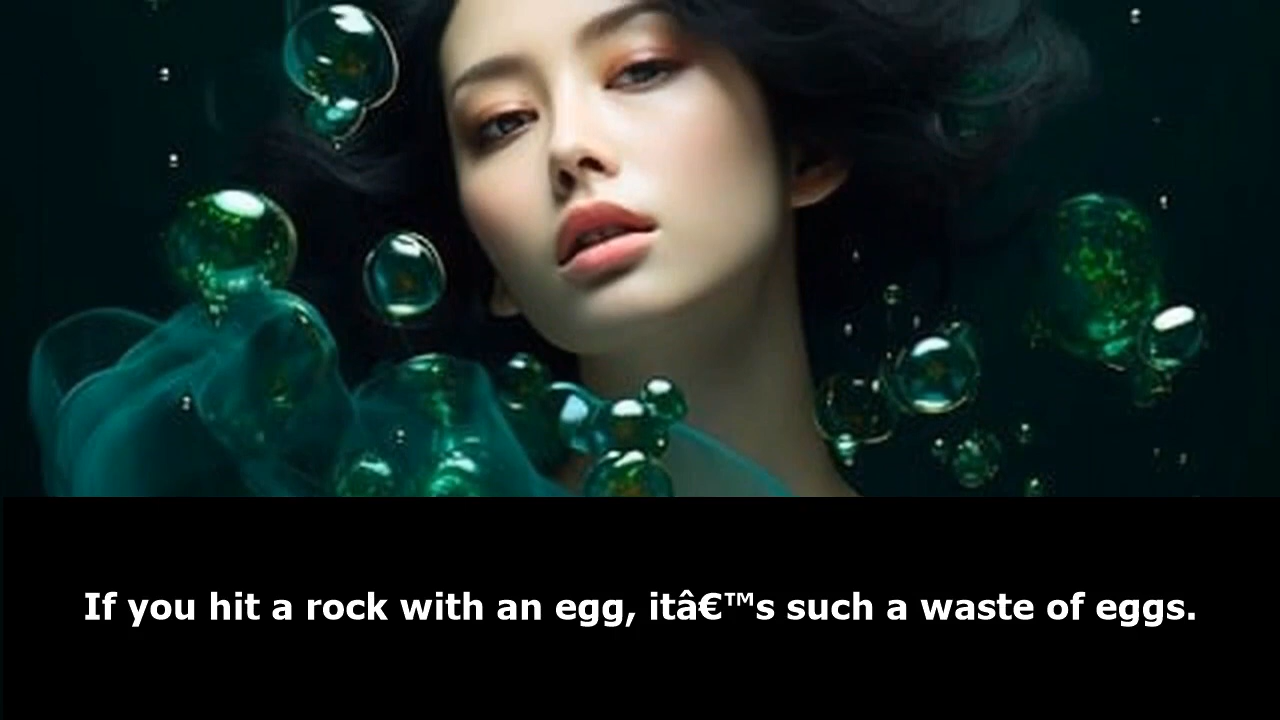 If you hit a rock with an egg, itâ€™s such a waste of eggs.